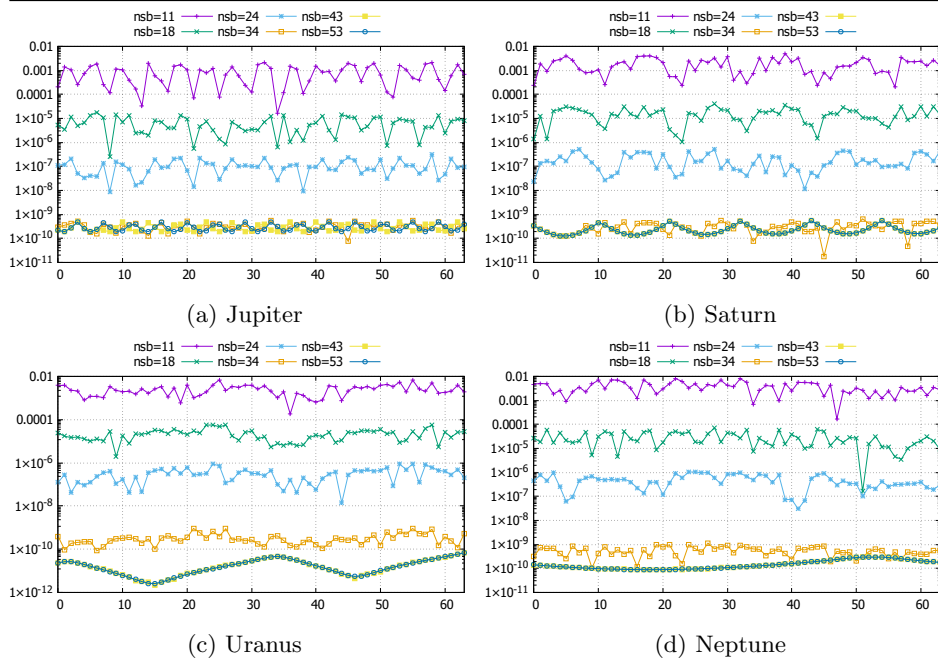 nsb=11 nsb=24 nsb=43
nsb=18 nsb=34 nsb=53
0.01
0.001
0.0001
1×10-5
1×10-6
1×10-7
1×10-8
1×10-9
1×10-10
1×10-11
0 10 20 30 40 50 60
(a) Jupiter
nsb=11 nsb=24 nsb=43
nsb=18 nsb=34 nsb=53
0.01
0.001
0.0001
1×10-5
1×10-6
1×10-7
1×10-8
1×10-9
1×10-10
1×10-11
0 10 20 30 40 50 60
(b) Saturn
nsb=11 nsb=24 nsb=43
nsb=18 nsb=34 nsb=53
0.01
0.0001
1×10-6
1×10-8
1×10-10
1×10-12
0 10 20 30 40 50 60
(c) Uranus
nsb=11 nsb=24 nsb=43
nsb=18 nsb=34 nsb=53
0.01
0.001
0.0001
1×10-5
1×10-6
1×10-7
1×10-8
1×10-9
1×10-10
1×10-11
0 10 20 30 40 50 60
(d) Neptune